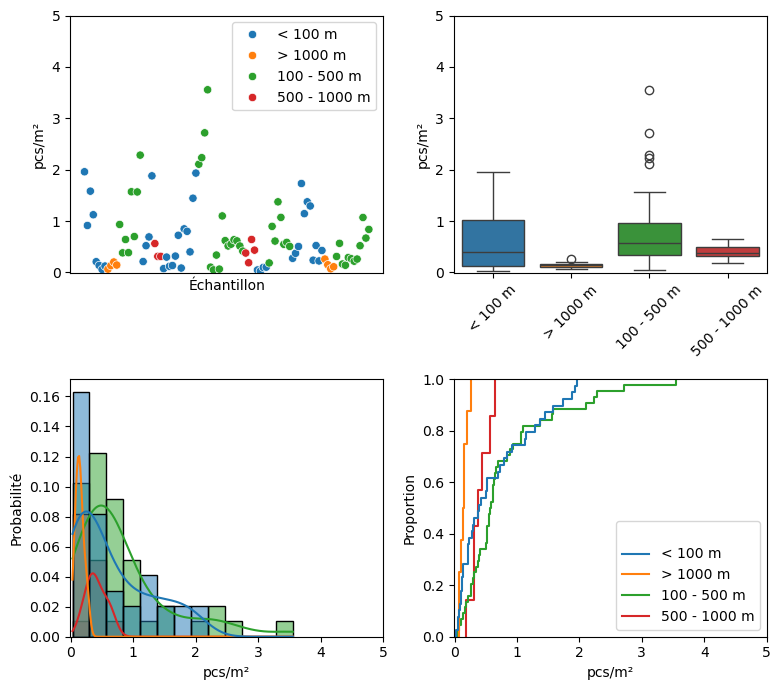 5
4
3
2
1
0
pcs/m²
Échantillon
< 100 m
> 1000 m
100 - 500 m
500 - 1000 m
5
4
3
2
1
0
pcs/m²
< 100 m
> 1000 m
100 - 500 m
500 - 1000 m
0.16
0.14
0.12
0.10
0.08
0.06
0.04
0.02
0.00
Probabilité
0 1 2 3 4 5
pcs/m²
1.0
0.8
0.6
0.4
0.2
0.0
Proportion
< 100 m
> 1000 m
100 - 500 m
500 - 1000 m
0 1 2 3 4 5
pcs/m²